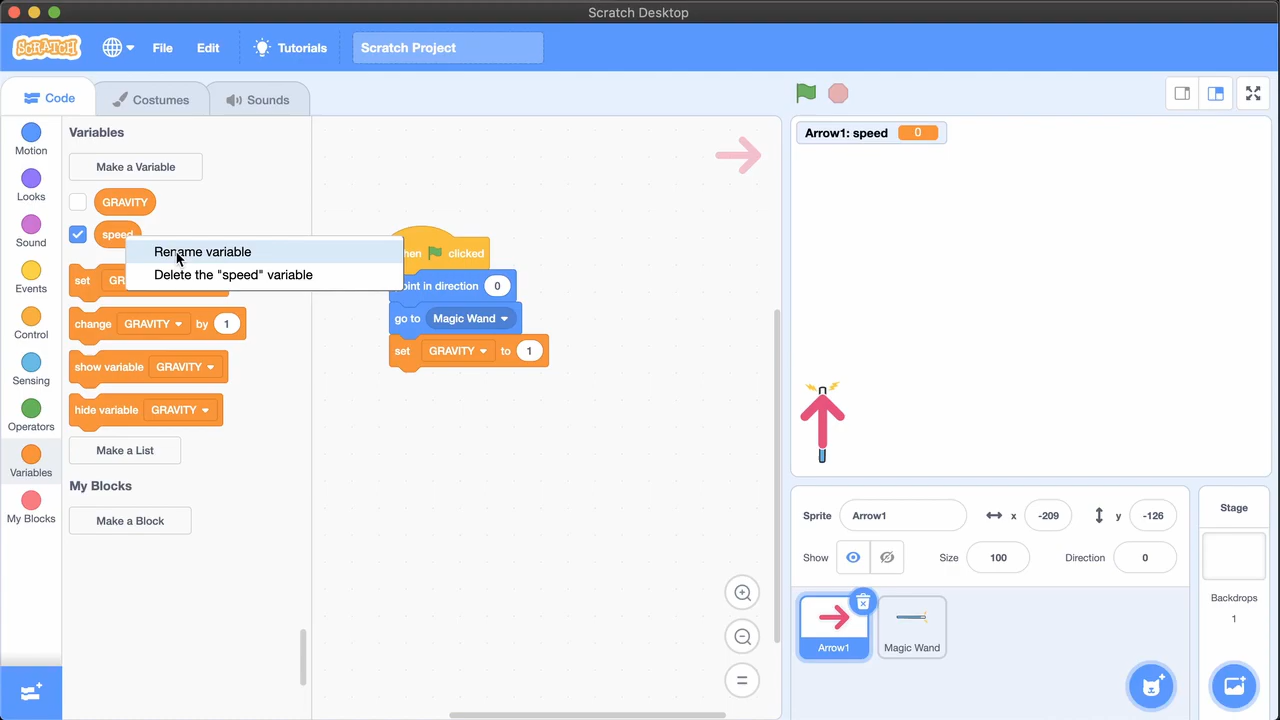 Scratch Desktop
SCRATCH
File
Edit
Tutorials
Scratch Project
Code
Costumes
Sounds
Motion
Looks
Sound
Events
Control
Sensing
Operators
Variables
My Blocks
Variables
Make a Variable
GRAVITY
speed
Rename variable
Delete the "speed" variable
set GR
change GRAVITY by 1
show variable GRAVITY
hide variable GRAVITY
Make a List
My Blocks
Make a Block
hen clicked
oint in direction 0
go to Magic Wand
set GRAVITY to 1
Arrow1: speed 0
Sprite Arrow1 x -209 y -126
Show Size 100 Direction 0
Arrow1
Magic Wand
Stage
Backdrops
1